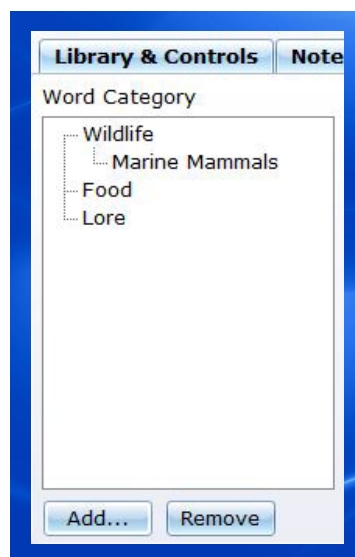 Library & Controls Note
Word Category
Wildlife
Marine Mammals
Food
Lore
Add... Remove